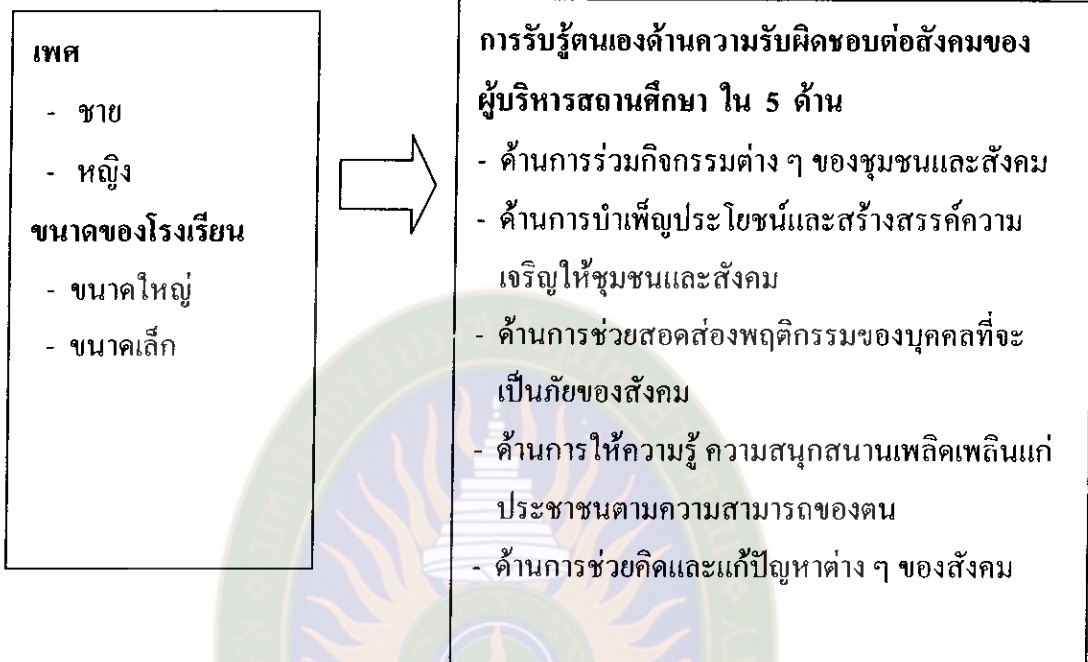 เพศ
- ชาย
- หญิง
ขนาดของโรงเรียน
- ขนาดใหญ่
- ขนาดเล็ก
การรับรู้ตนเองด้านความรับผิดชอบต่อสังคมของ
ผู้บริหารสถานศึกษา ใน 5 ด้าน
- ด้านการร่วมกิจกรรมต่าง ๆ ของชุมชนและสังคม
- ด้านการบำเพ็ญประโยชน์และสร้างสรรค์ความ
เจริญให้ชุมชนและสังคม
- ด้านการช่วยสอดส่องพฤติกรรมของบุคคลที่จะ
เป็นภัยของสังคม
- ด้านการให้ความรู้ ความสนุกสนานเพลิดเพลินแก่
ประชาชนตามความสามารถของตน
- ด้านการช่วยคิดและแก้ปัญหาต่าง ๆ ของสังคม